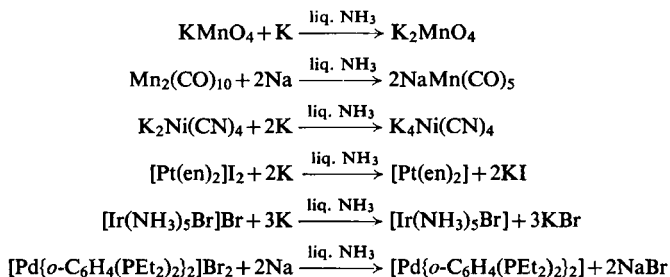 KMnO4 + K liq. NH3 → K2MnO4
Mn2(CO)10 + 2Na liq. NH3 → 2NaMn(CO)5
K2Ni(CN)4 + 2K liq. NH3 → K4Ni(CN)4
[Pt(en)2]I2 + 2K liq. NH3 → [Pt(en)2] + 2KI
[Ir(NH3)5Br]Br + 3K liq. NH3 → [Ir(NH3)5Br] + 3KBr
[Pd{o-C6H4(PEt2)2}2]Br2 + 2Na liq. NH3 → [Pd{o-C6H4(PEt2)2}2] + 2NaBr